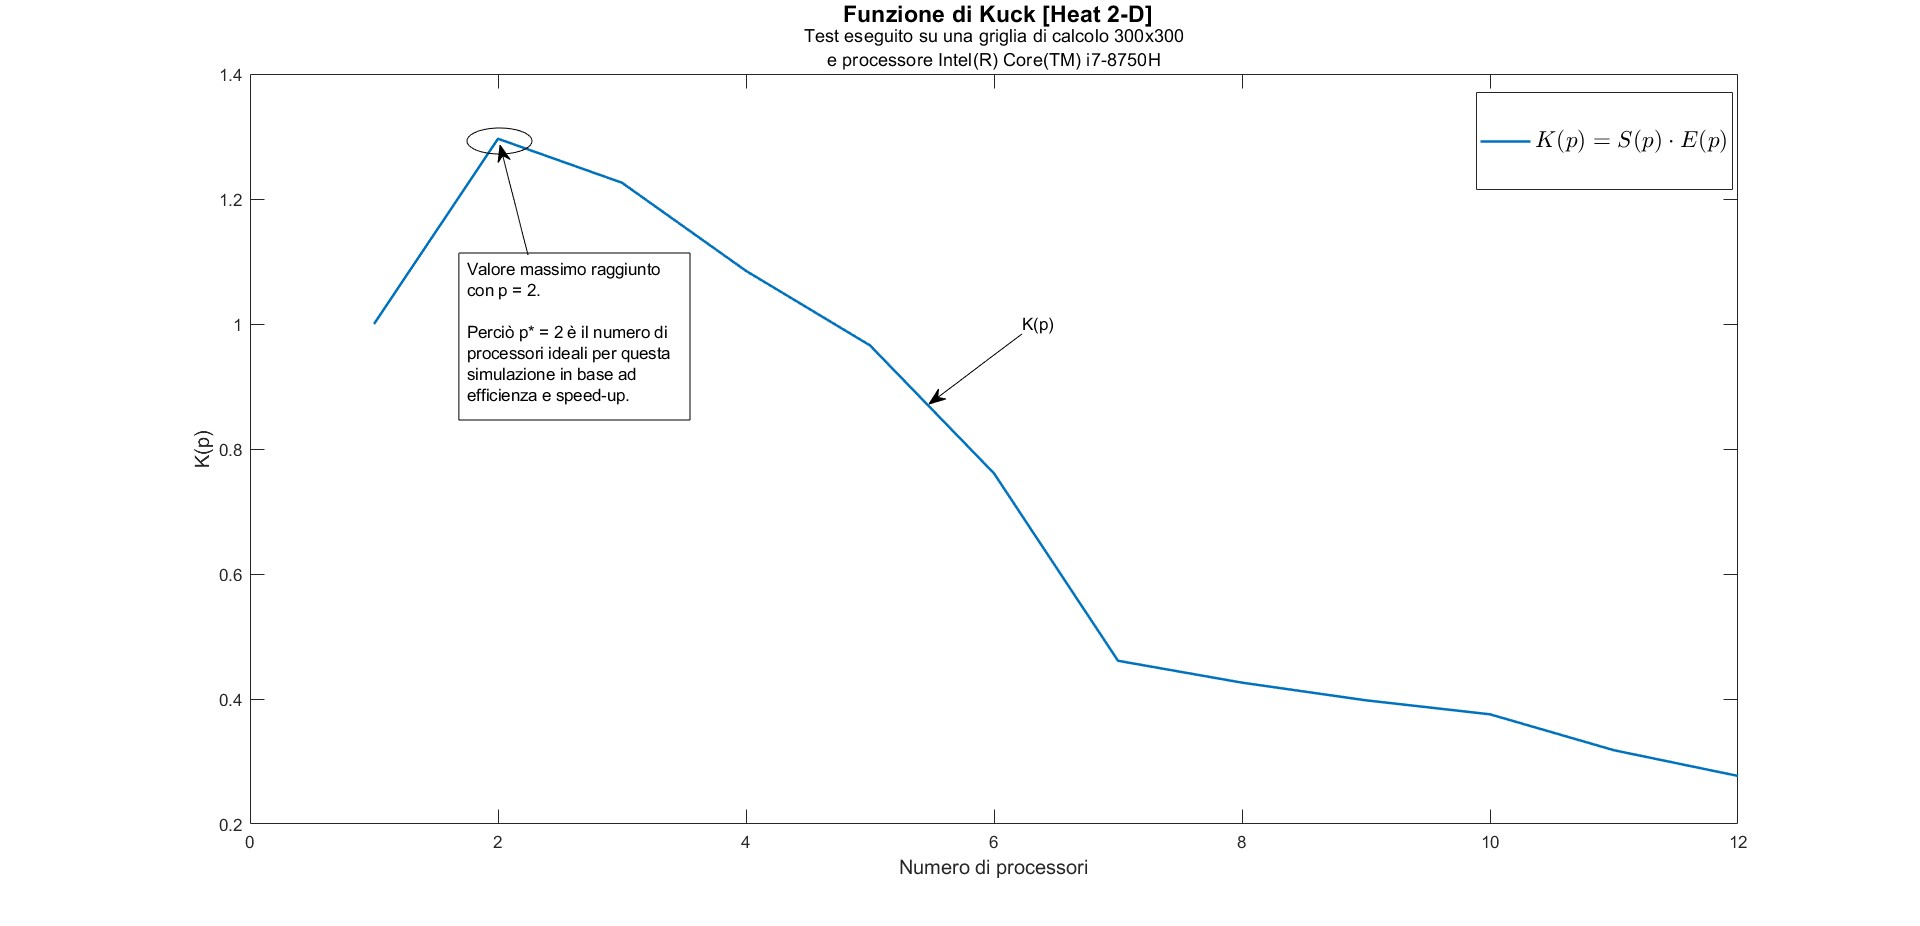 Funzione di Kuck [Heat 2-D]
Test eseguito su una griglia di calcolo 300x300
e processore Intel(R) Core(TM) i7-8750H
K(p) = S(p) · E(p)
Valore massimo raggiunto
con p = 2.
Perciò p* = 2 è il numero di
processori ideali per questa
simulazione in base ad
efficienza e speed-up.
K(p)
K(p)
1.4
1.2
1
0.8
0.6
0.4
0.2
0 2 4 6 8 10 12
Numero di processori